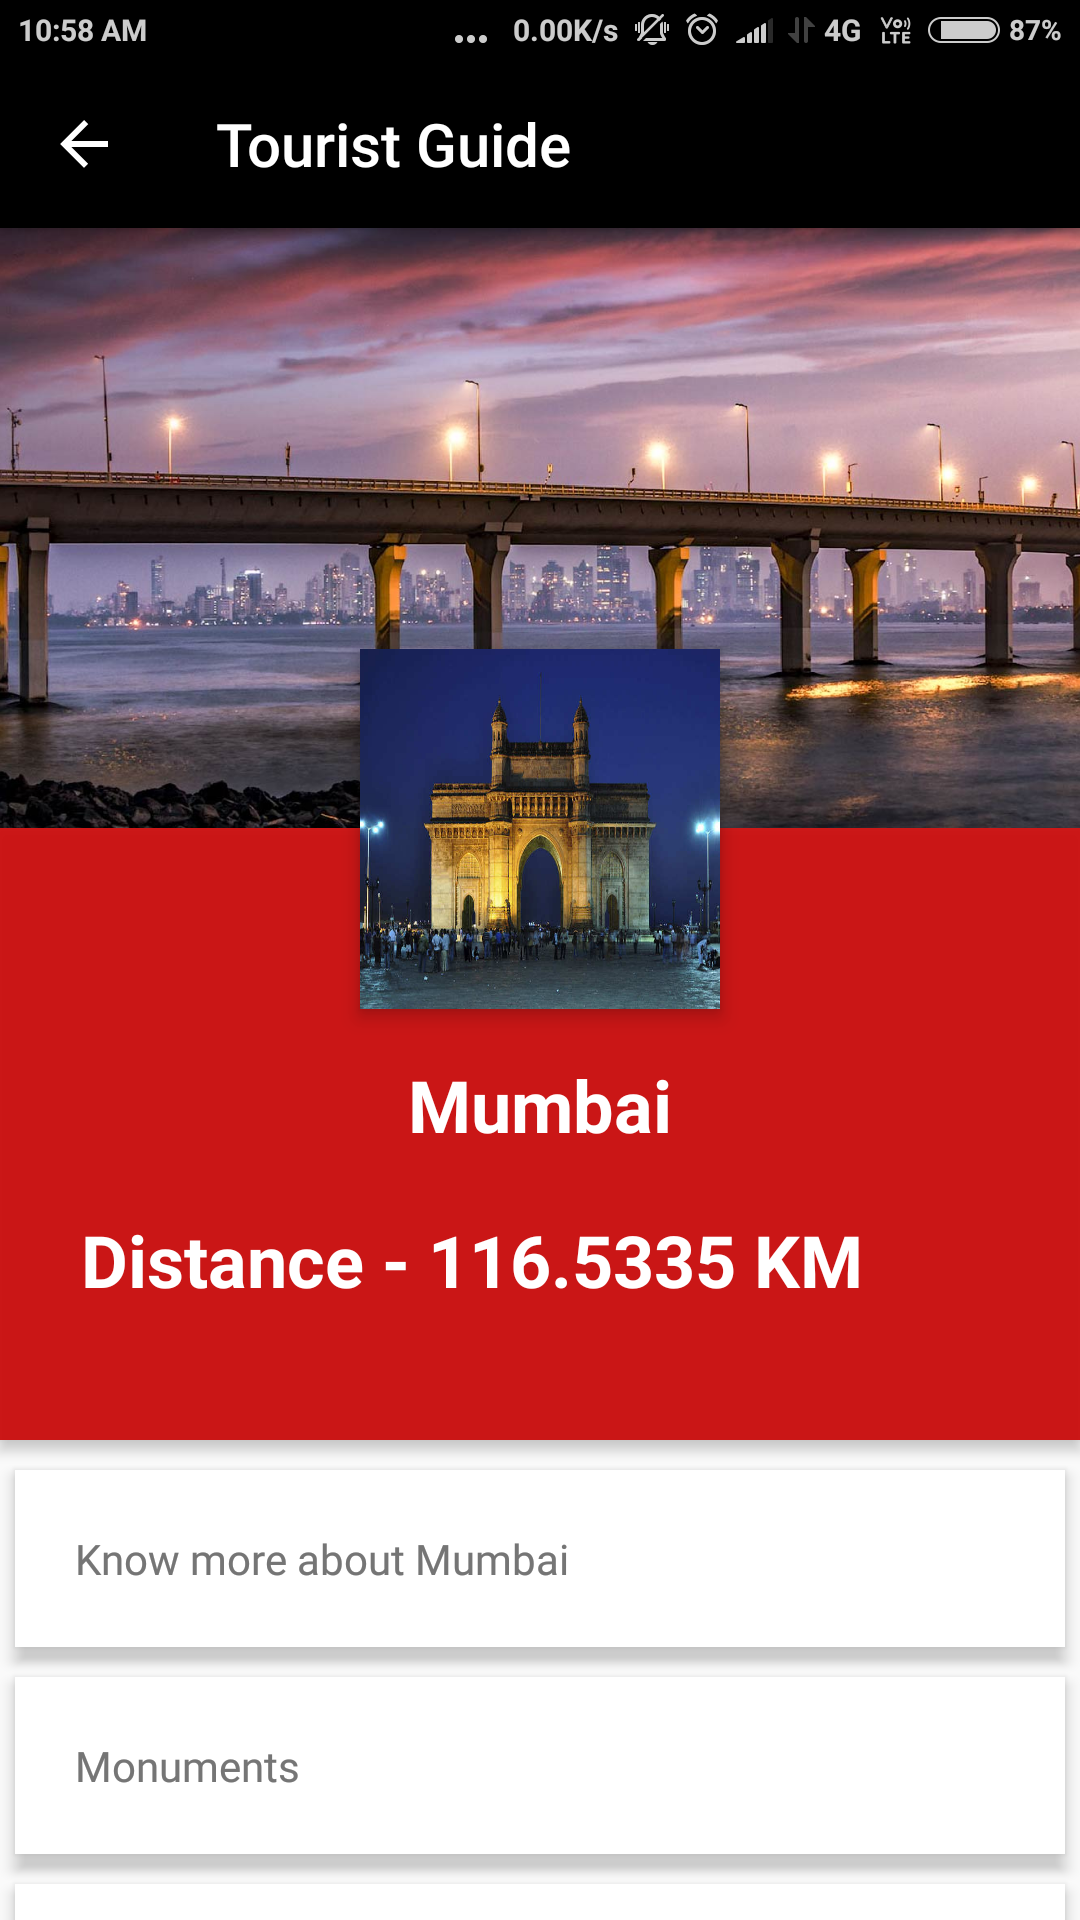 10:58 AM ... 0.00K/s 4G VoLTE 87%
Tourist Guide
Mumbai
Distance - 116.5335 KM
Know more about Mumbai
Monuments